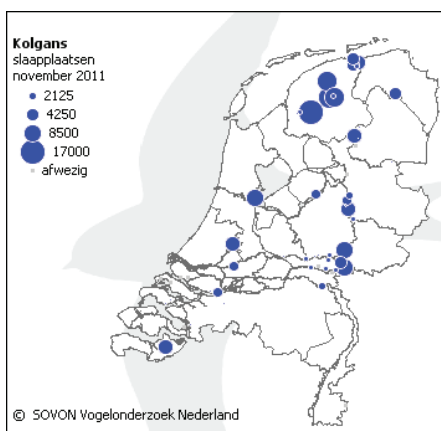 Kolgans
slaapplaatsen
november 2011
2125
4250
8500
17000
afwezig
© SOVON Vogelonderzoek Nederland